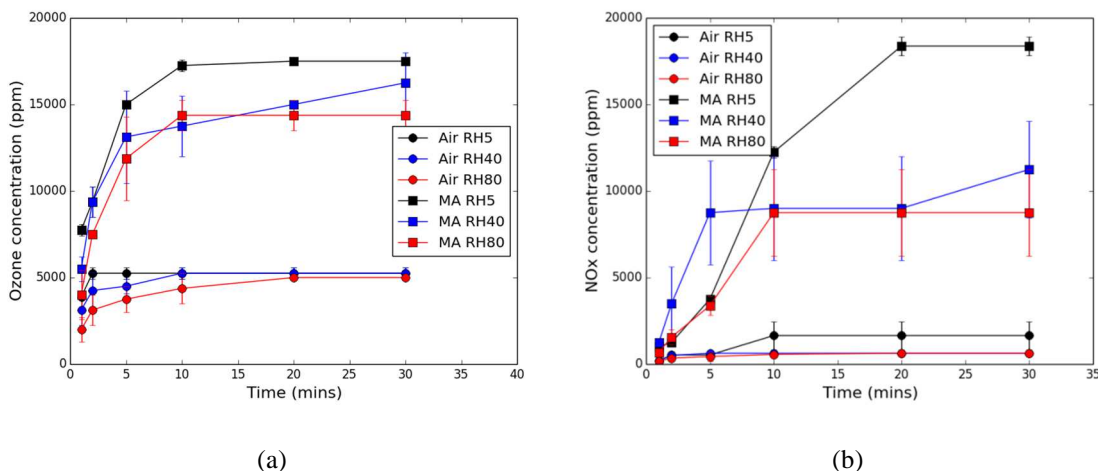 20000
15000
10000
5000
0
Ozone concentration (ppm)
Air RH5
Air RH40
Air RH80
MA RH5
MA RH40
MA RH80
0 5 10 15 20 25 30 35 40
Time (mins)
(a)
20000
15000
10000
5000
0
NOx concentration (ppm)
Air RH5
Air RH40
Air RH80
MA RH5
MA RH40
MA RH80
0 5 10 15 20 25 30 35
Time (mins)
(b)